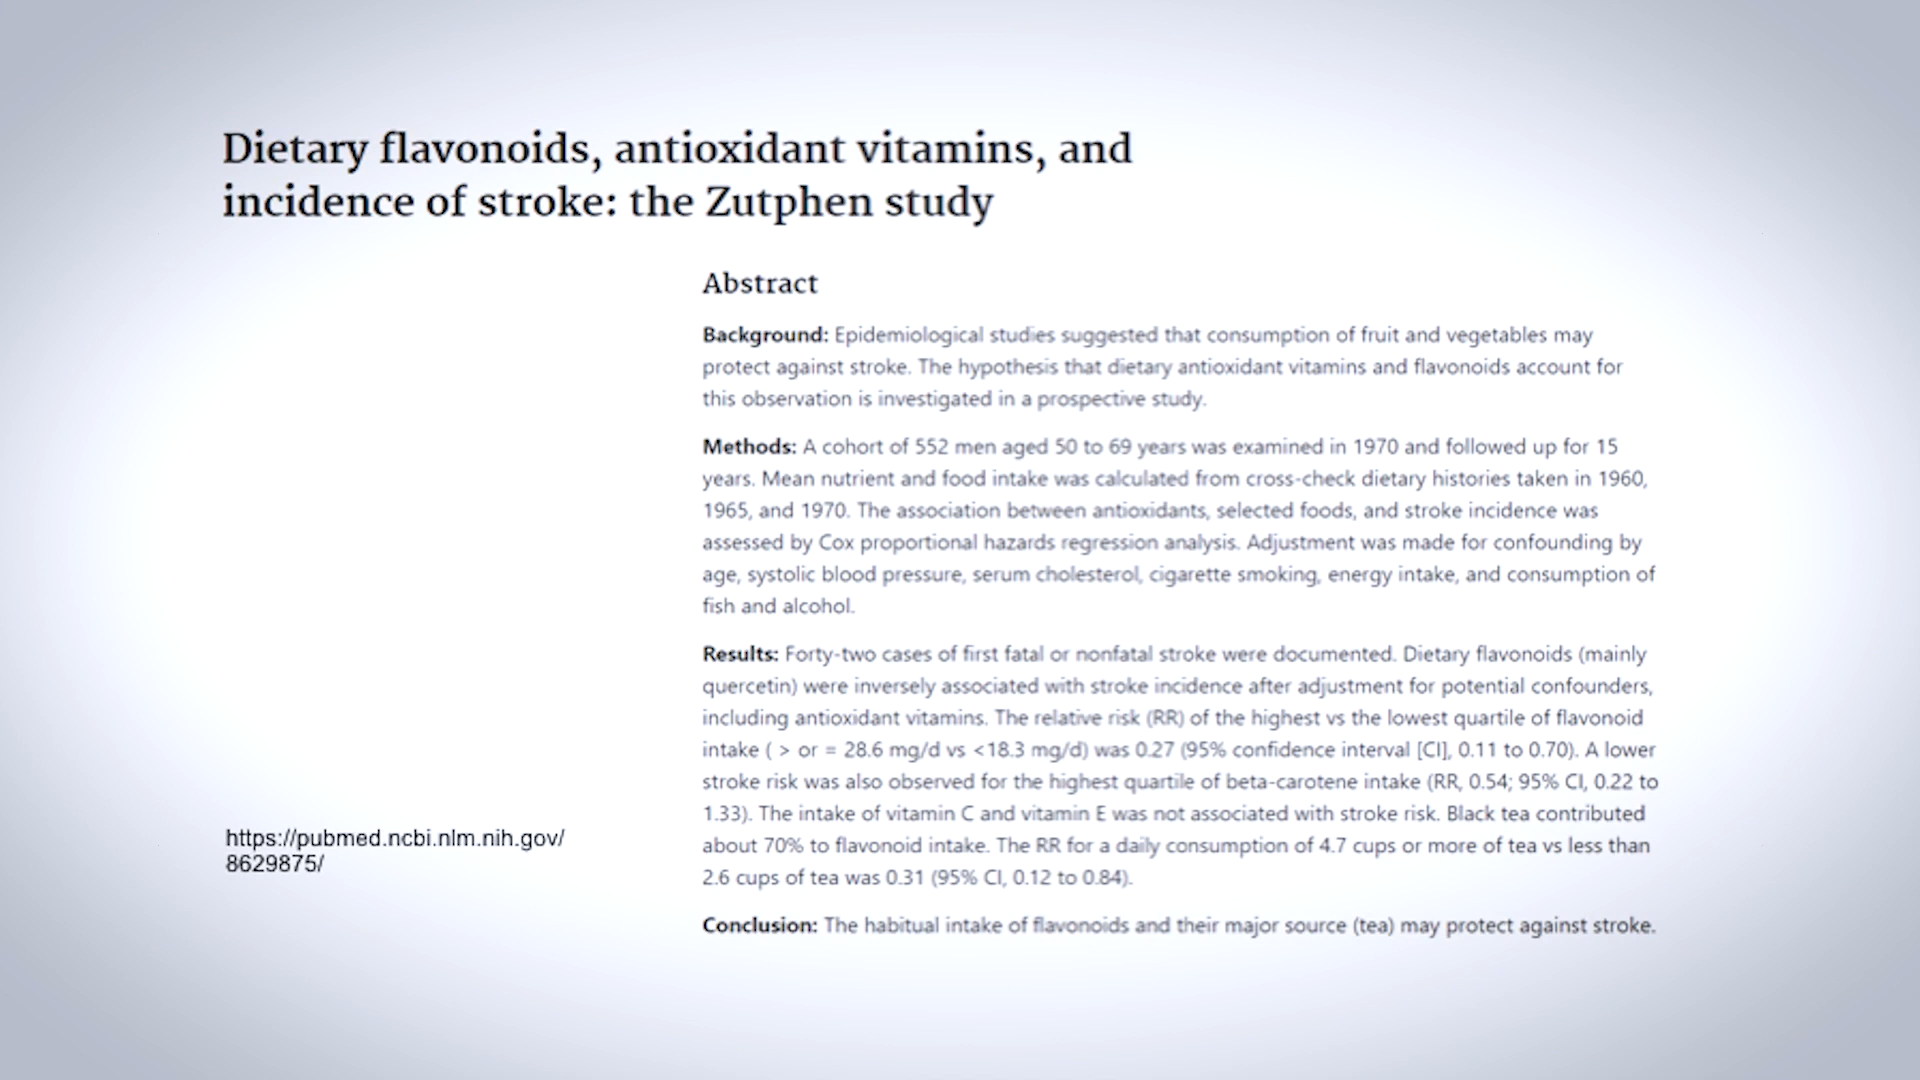 Dietary flavonoids, antioxidant vitamins, and
incidence of stroke: the Zutphen study
Abstract
Background: Epidemiological studies suggested that consumption of fruit and vegetables may
protect against stroke. The hypothesis that dietary antioxidant vitamins and flavonoids account for
this observation is investigated in a prospective study.
Methods: A cohort of 552 men aged 50 to 69 years was examined in 1970 and followed up for 15
years. Mean nutrient and food intake was calculated from cross-check dietary histories taken in 1960,
1965, and 1970. The association between antioxidants, selected foods, and stroke incidence was
assessed by Cox proportional hazards regression analysis. Adjustment was made for confounding by
age, systolic blood pressure, serum cholesterol, cigarette smoking, energy intake, and consumption of
fish and alcohol.
Results: Forty-two cases of first fatal or nonfatal stroke were documented. Dietary flavonoids (mainly
quercetin) were inversely associated with stroke incidence after adjustment for potential confounders,
including antioxidant vitamins. The relative risk (RR) of the highest vs the lowest quartile of flavonoid
intake ( > or = 28.6 mg/d vs <18.3 mg/d) was 0.27 (95% confidence interval [CI], 0.11 to 0.70). A lower
stroke risk was also observed for the highest quartile of beta-carotene intake (RR, 0.54; 95% CI, 0.22 to
1.33). The intake of vitamin C and vitamin E was not associated with stroke risk. Black tea contributed
about 70% to flavonoid intake. The RR for a daily consumption of 4.7 cups or more of tea vs less than
2.6 cups of tea was 0.31 (95% CI, 0.12 to 0.84).
Conclusion: The habitual intake of flavonoids and their major source (tea) may protect against stroke.
https://pubmed.ncbi.nlm.nih.gov/
8629875/